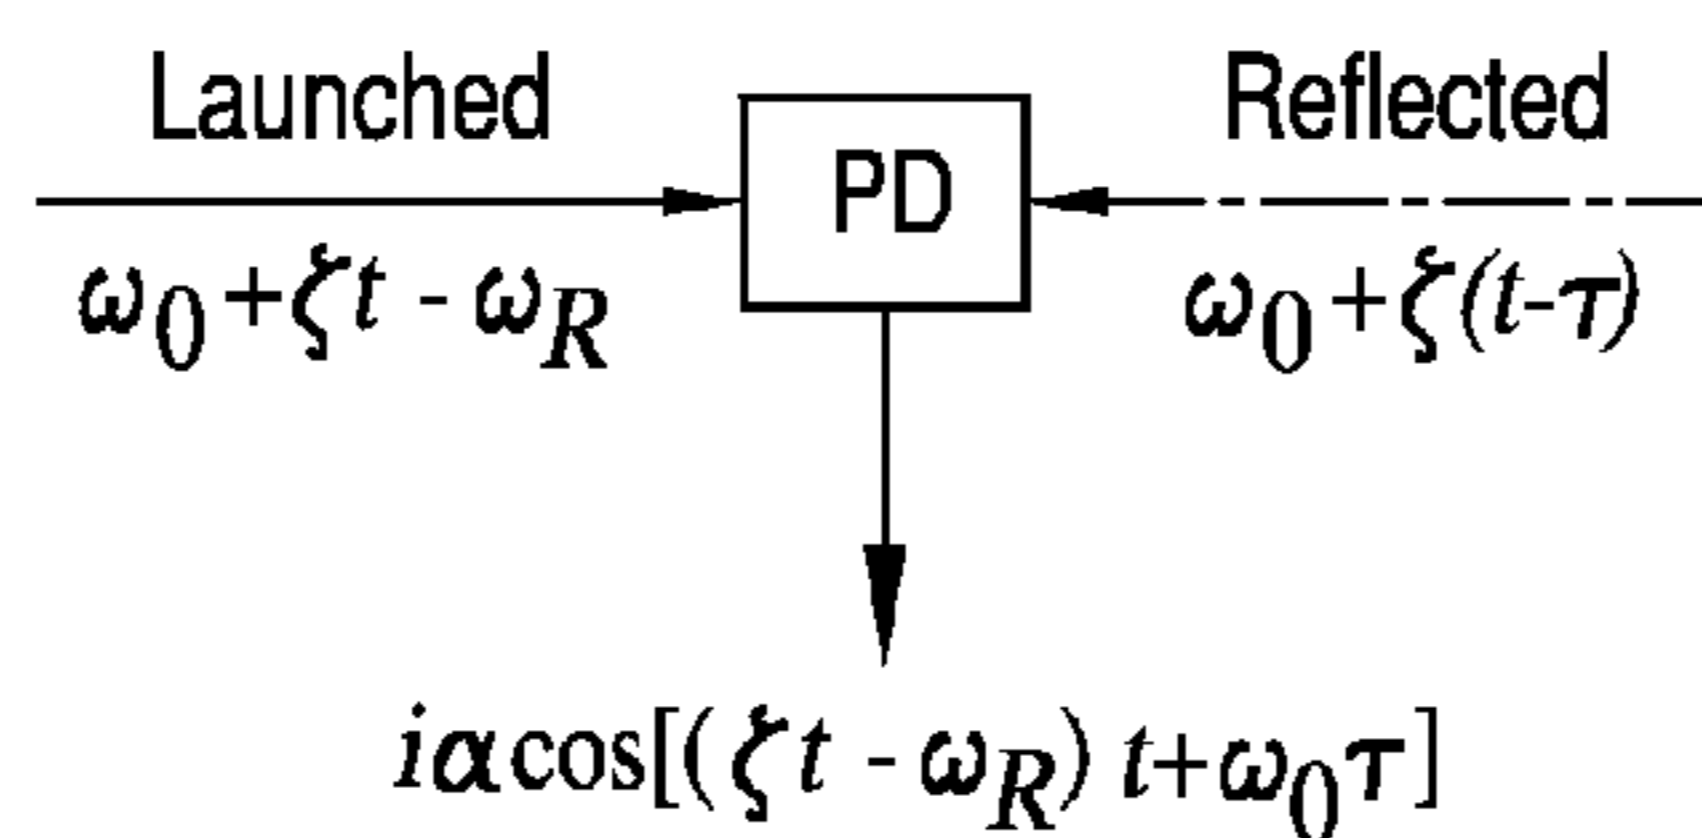 Launched
PD
Reflected
ω₀+ζt - ωR
ω₀+ζ(t-τ)
iαcos[(ζt - ωR) t+ω₀τ]